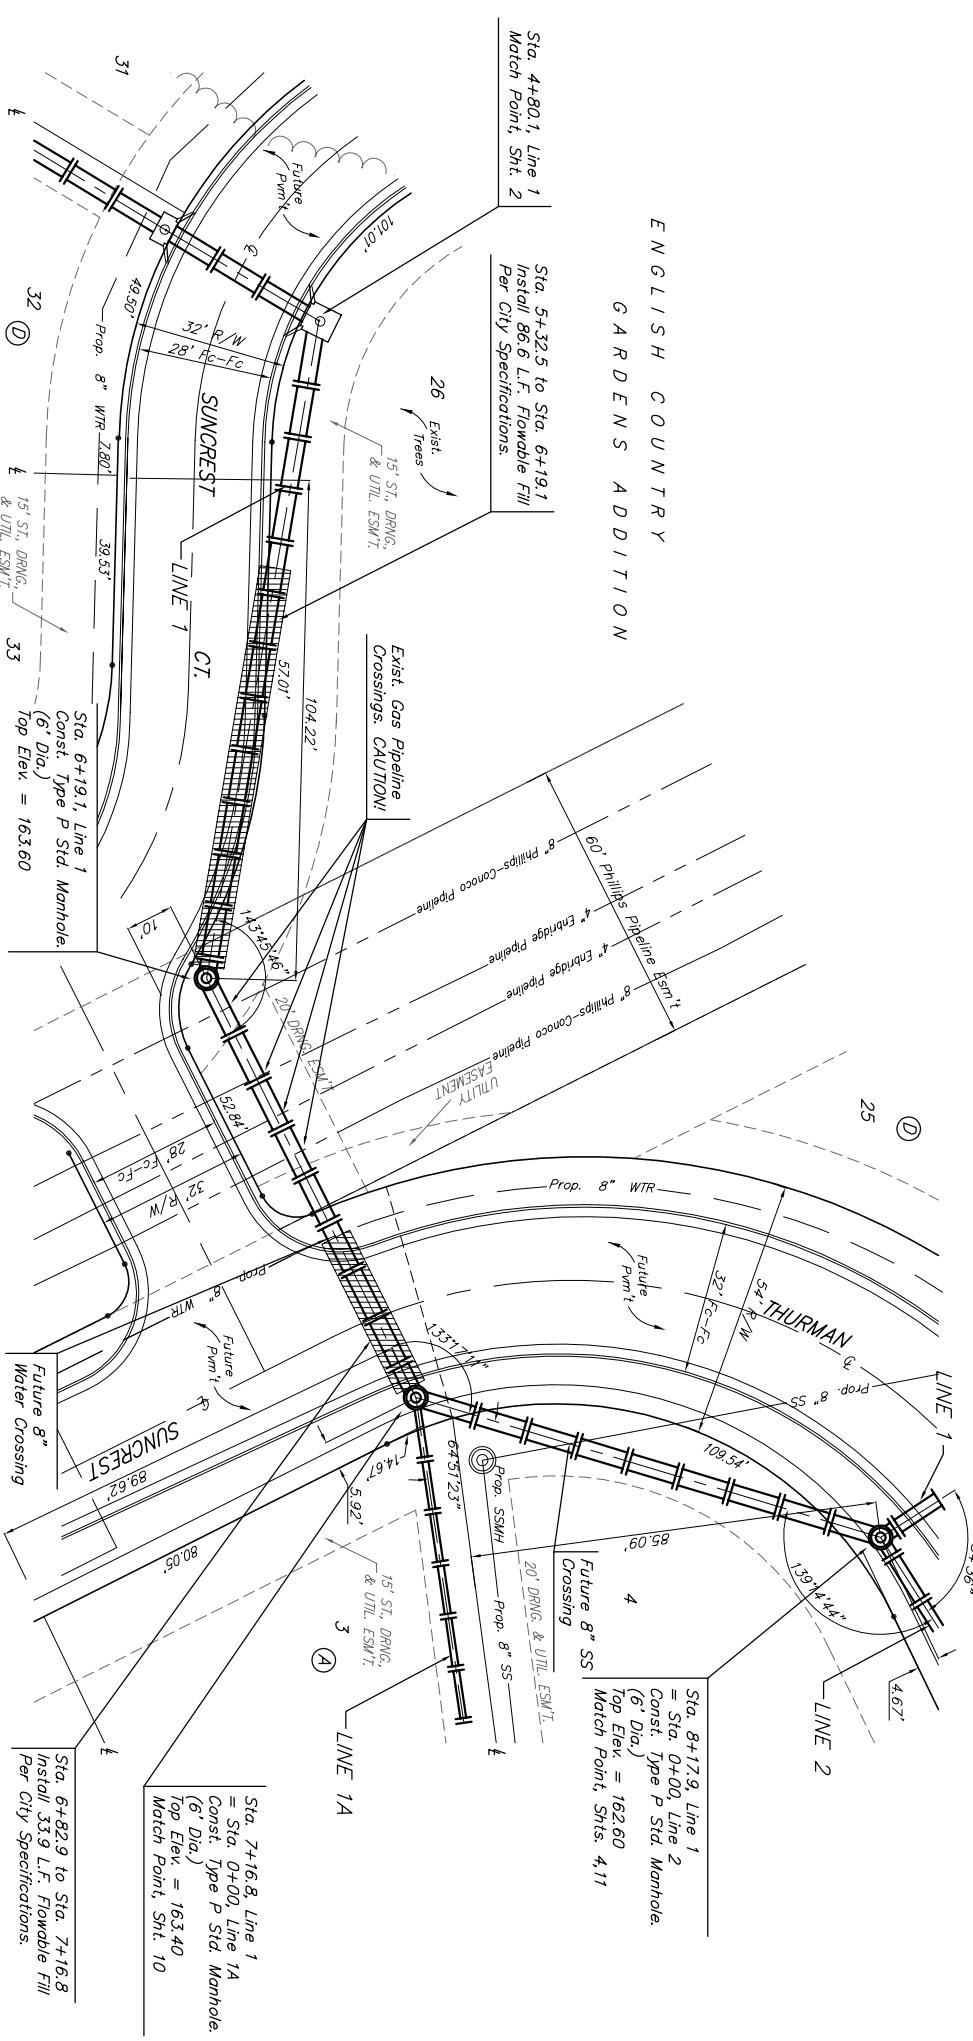 ENGLISH COUNTRY
GARDENS ADDITION
Sta. 4+80.1, Line 1
Match Point, Sht. 2
Sta. 5+32.5 to Sta. 6+19.1
Install 86.6 L.F. Flowable Fill
Per City Specifications.
31
Future
Pvm't
101.01'
26
Exist.
Trees
15' ST., DRNG.,
& UTIL. ESM'T.
49.50'
32' R/W
28' Fc-Fc
SUNCREST
CT.
LINE 1
32
D
Prop. 8" WTR
7.80'
39.53'
15' ST., DRNG.,
& UTIL. ESM'T.
33
57.01'
104.22'
Exist. Gas Pipeline
Crossings. CAUTION!
Sta. 6+19.1, Line 1
Const. Type P Std. Manhole.
(6' Dia.)
Top Elev. = 163.60
10'
143°45'46"
20' DRNG. ESM'T.
60' Phillips Pipeline Esm't
8" Phillips-Conoco Pipeline
4" Enbridge Pipeline
4" Enbridge Pipeline
8" Phillips-Conoco Pipeline
UTILITY
EASEMENT
25
D
52.84'
28' Fc-Fc
32' R/W
Prop. 8" WTR
Prop. 8" WTR
Future
Pvm't
54' R/W
32' Fc-Fc
THURMAN
Future
Pvm't
Future 8"
Water Crossing
SUNCREST
89.62'
80.05'
133°17'11"
14.67'
5.92'
64°51'23"
Prop. SSMH
Prop. 8" SS
Prop. 8" SS
109.54'
85.09'
LINE 1
139°14'44"
4.67'
LINE 2
Future 8" SS
Crossing
20' DRNG. & UTIL. ESM'T.
4
15' ST., DRNG.,
& UTIL. ESM'T.
3
A
LINE 1A
Sta. 8+17.9, Line 1
= Sta. 0+00, Line 2
Const. Type P Std. Manhole.
(6' Dia.)
Top Elev. = 162.60
Match Point, Shts. 4,11
Sta. 7+16.8, Line 1
= Sta. 0+00, Line 1A
Const. Type P Std. Manhole.
(6' Dia.)
Top Elev. = 163.40
Match Point, Sht. 10
Sta. 6+82.9 to Sta. 7+16.8
Install 33.9 L.F. Flowable Fill
Per City Specifications.